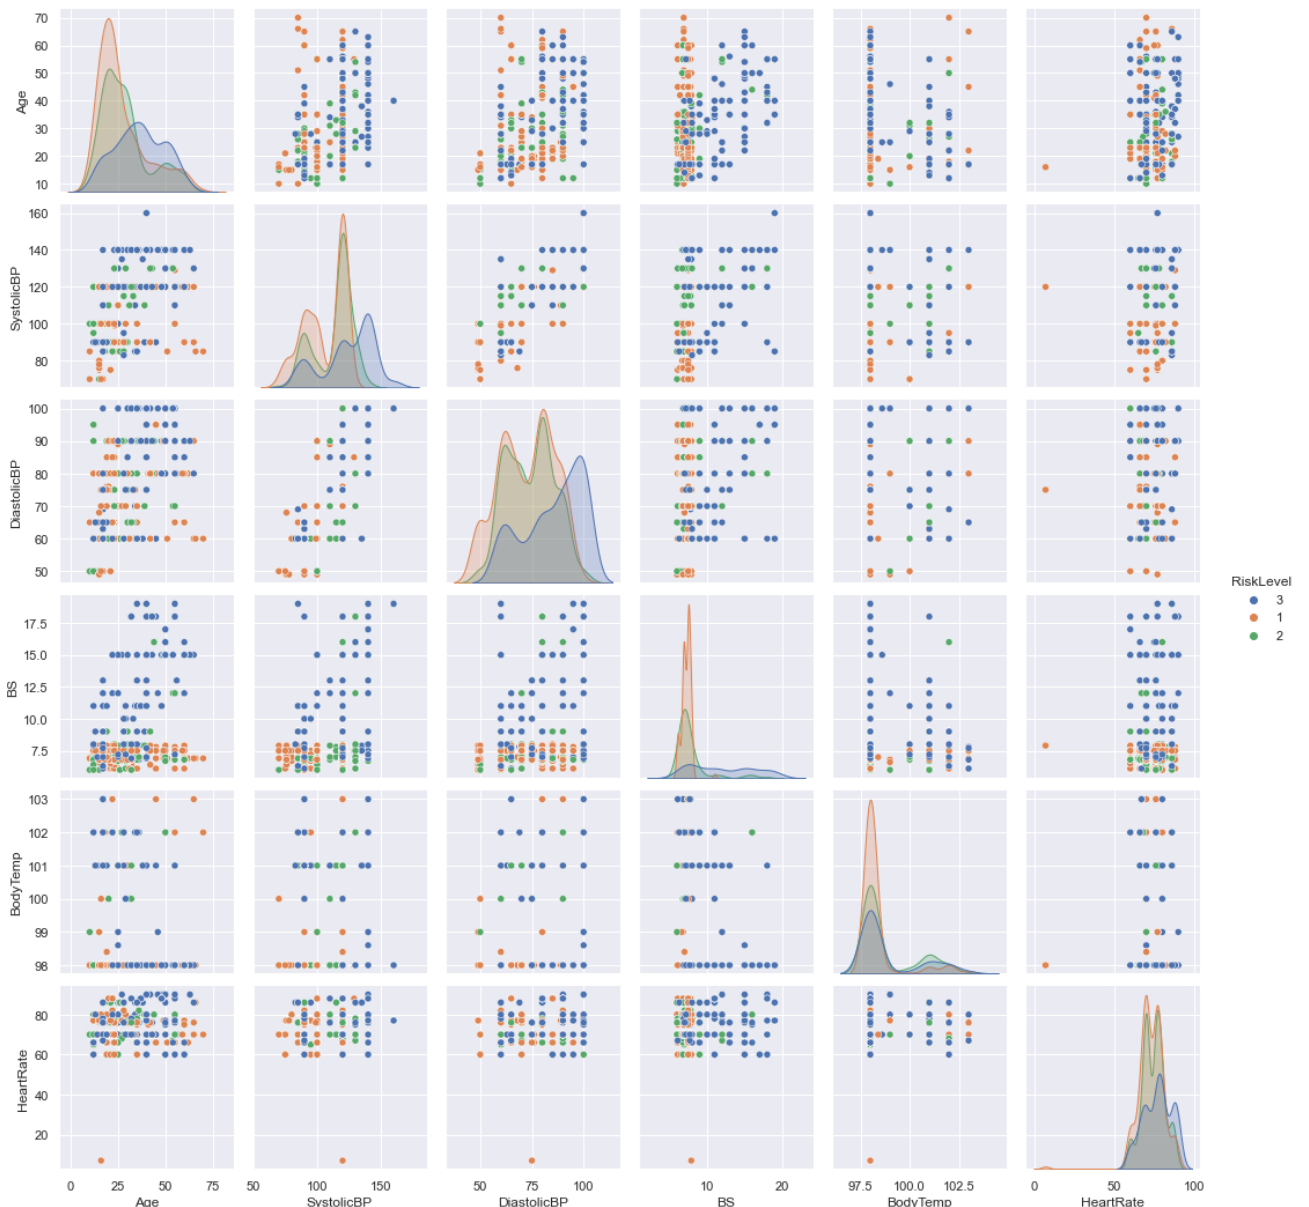 70
60
50
40
30
20
10
Age
160
140
120
100
80
SystolicBP
100
90
80
70
60
50
DiastolicBP
17.5
15.0
12.5
10.0
7.5
BS
103
102
101
100
99
98
BodyTemp
80
60
40
20
HeartRate
0 25 50 75
50 100 150
50 75 100
10 20
97.5 100.0 102.5
0 50 100
Age SystolicBP DiastolicBP BS BodyTemp HeartRate
RiskLevel
3
1
2